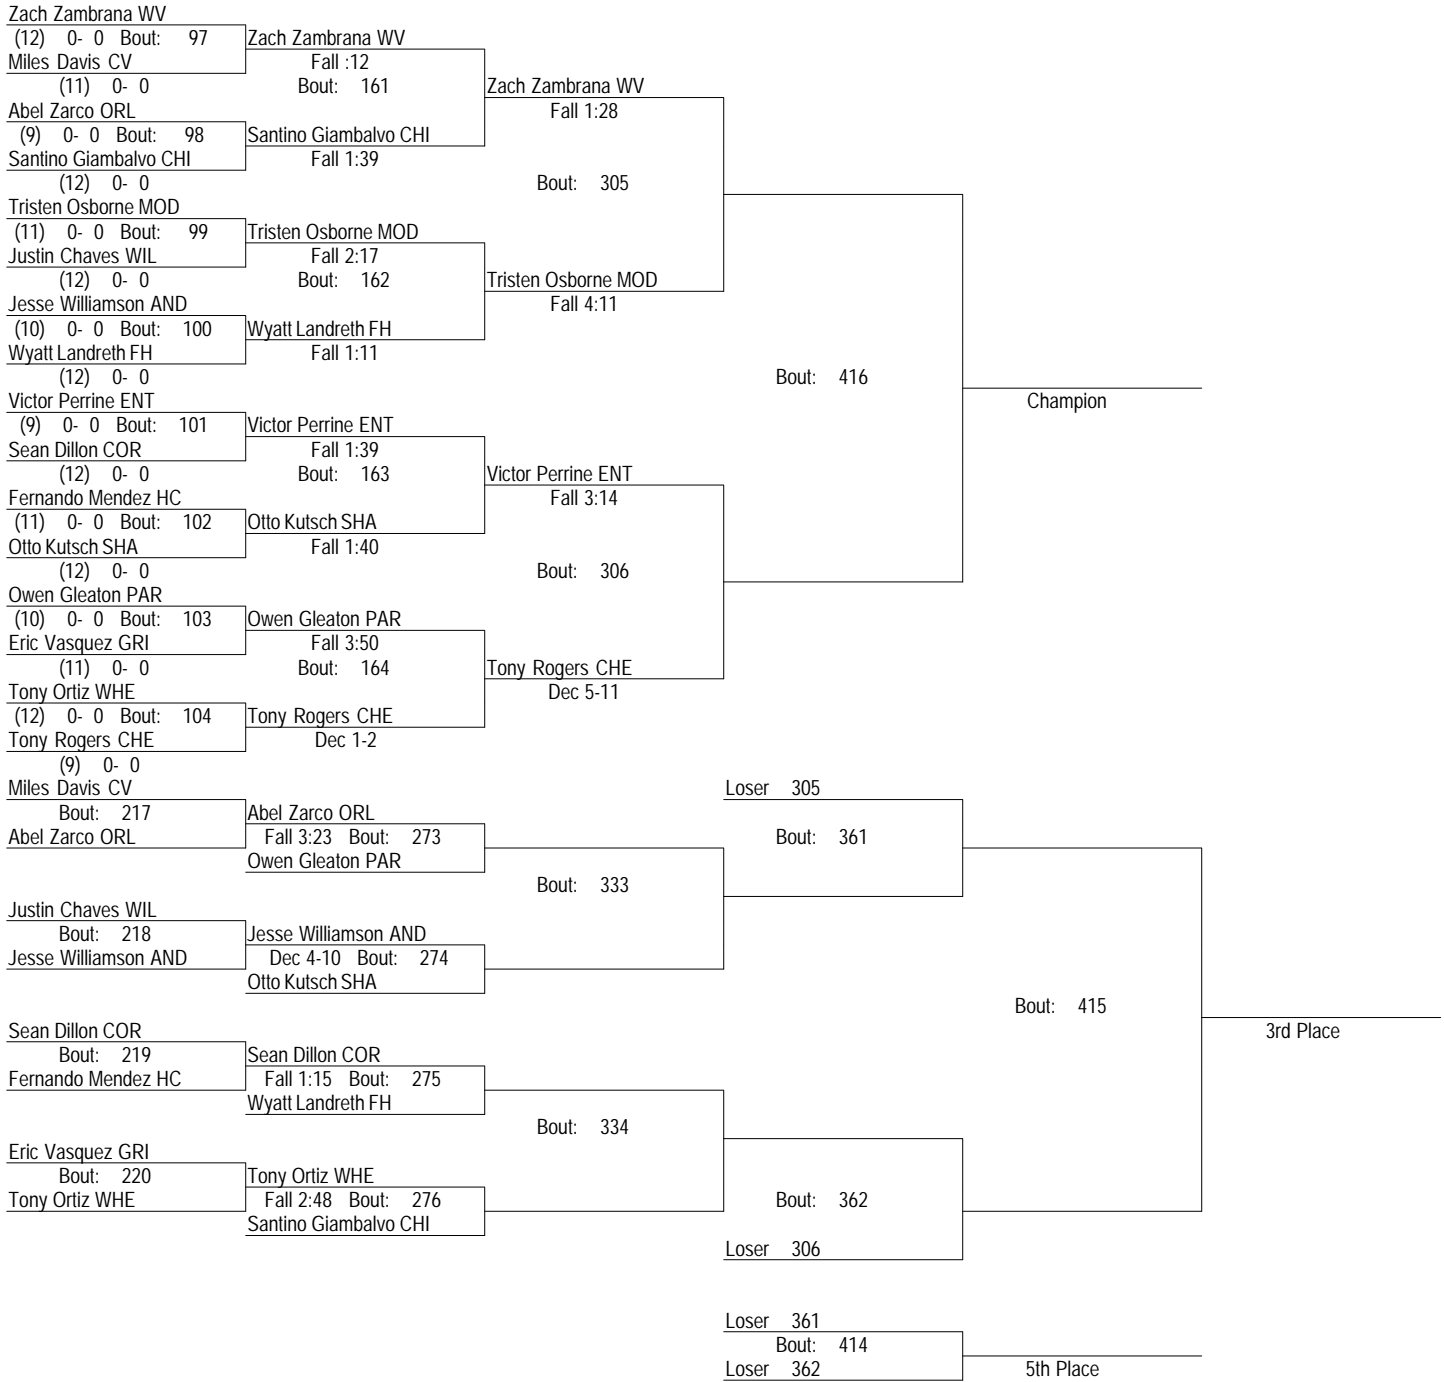 Zach Zambrana WV
(12) 0- 0 Bout: 97 Zach Zambrana WV
Miles Davis CV Fall :12
(11) 0- 0 Bout: 161 Zach Zambrana WV
Abel Zarco ORL Fall 1:28
(9) 0- 0 Bout: 98 Santino Giambalvo CHI
Santino Giambalvo CHI Fall 1:39
(12) 0- 0 Bout: 305
Tristen Osborne MOD
(11) 0- 0 Bout: 99 Tristen Osborne MOD
Justin Chaves WIL Fall 2:17
(12) 0- 0 Bout: 162 Tristen Osborne MOD
Jesse Williamson AND Fall 4:11
(10) 0- 0 Bout: 100 Wyatt Landreth FH
Wyatt Landreth FH Fall 1:11
(12) 0- 0 Bout: 416
Victor Perrine ENT Champion
(9) 0- 0 Bout: 101 Victor Perrine ENT
Sean Dillon COR Fall 1:39
(12) 0- 0 Bout: 163 Victor Perrine ENT
Fernando Mendez HC Fall 3:14
(11) 0- 0 Bout: 102 Otto Kutsch SHA
Otto Kutsch SHA Fall 1:40
(12) 0- 0 Bout: 306
Owen Gleaton PAR
(10) 0- 0 Bout: 103 Owen Gleaton PAR
Eric Vasquez GRI Fall 3:50
(11) 0- 0 Bout: 164 Tony Rogers CHE
Tony Ortiz WHE Dec 5-11
(12) 0- 0 Bout: 104 Tony Rogers CHE
Tony Rogers CHE Dec 1-2
(9) 0- 0
Miles Davis CV Loser 305
Bout: 217 Abel Zarco ORL
Abel Zarco ORL Fall 3:23 Bout: 273 Bout: 361
Owen Gleaton PAR
Bout: 333
Justin Chaves WIL
Bout: 218 Jesse Williamson AND
Jesse Williamson AND Dec 4-10 Bout: 274
Otto Kutsch SHA
Bout: 415
Sean Dillon COR 3rd Place
Bout: 219 Sean Dillon COR
Fernando Mendez HC Fall 1:15 Bout: 275
Wyatt Landreth FH
Bout: 334
Eric Vasquez GRI
Bout: 220 Tony Ortiz WHE
Tony Ortiz WHE Fall 2:48 Bout: 276 Bout: 362
Santino Giambalvo CHI
Loser 306
Loser 361
Bout: 414
Loser 362 5th Place